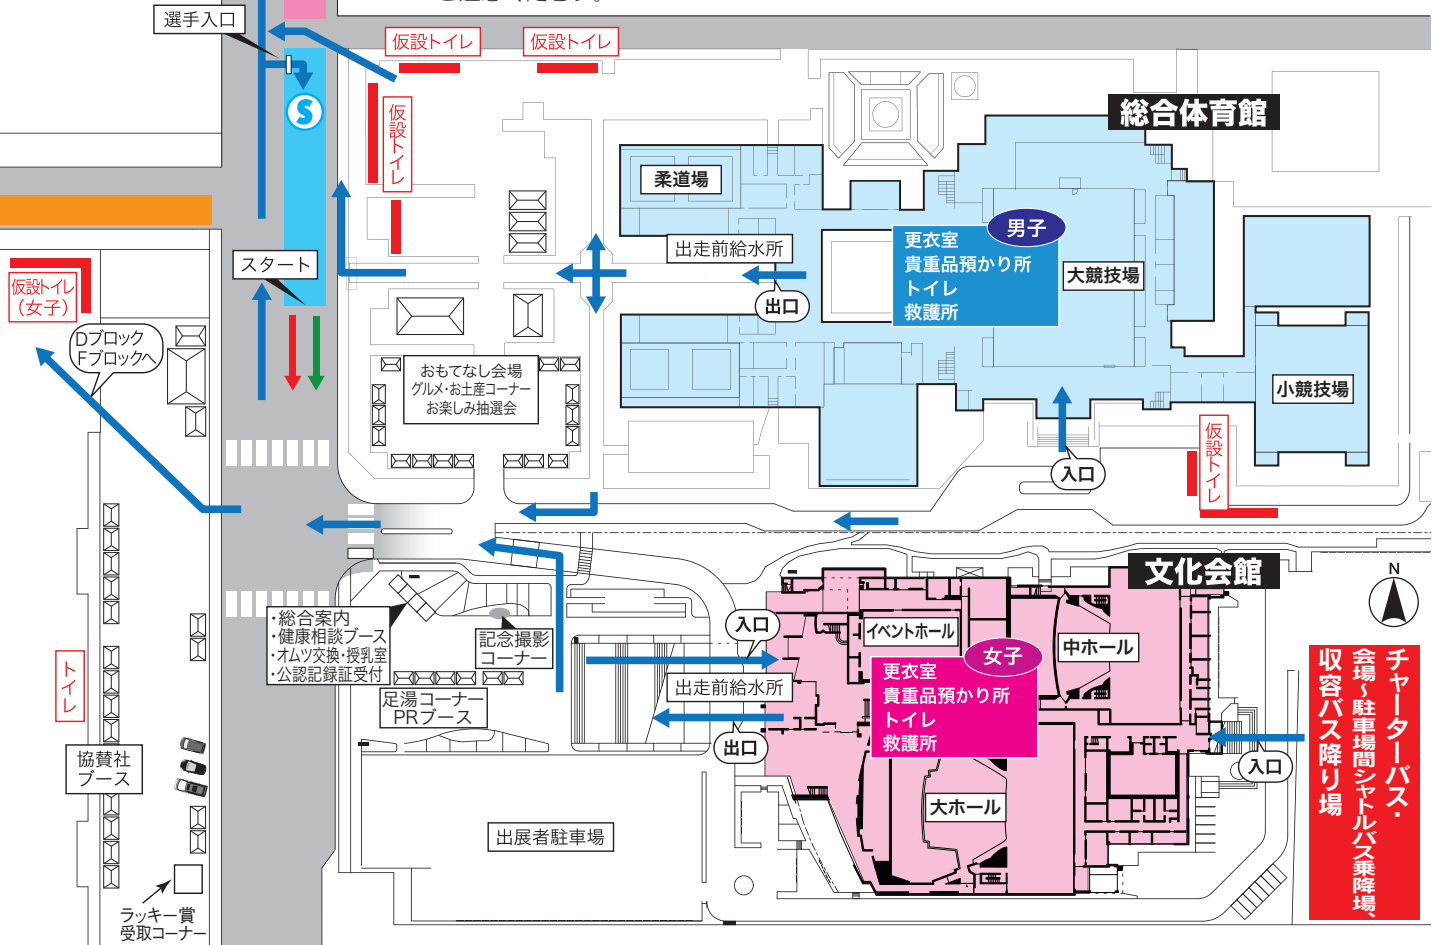 選手入口
仮設トイレ
仮設トイレ
仮設トイレ
総合体育館
柔道場
男子
更衣室
貴重品預かり所
トイレ
救護所
大競技場
出走前給水所
出口
スタート
仮設トイレ
（女子）
Dブロック
Fブロックへ
おもてなし会場
グルメ・お土産コーナー
お楽しみ抽選会
小競技場
入口
仮設トイレ
文化会館
N
・総合案内
・健康相談ブース
・オムツ交換・授乳室
・公認記録証受付
記念撮影
コーナー
入口
イベントホール
女子
更衣室
貴重品預かり所
トイレ
救護所
中ホール
出走前給水所
出口
トイレ
足湯コーナー
PRブース
協賛社
ブース
入口
チャーターバス・
会場〜駐車場間シャトルバス乗降場、
収容バス降り場
大ホール
出展者駐車場
ラッキー賞
受取コーナー
S